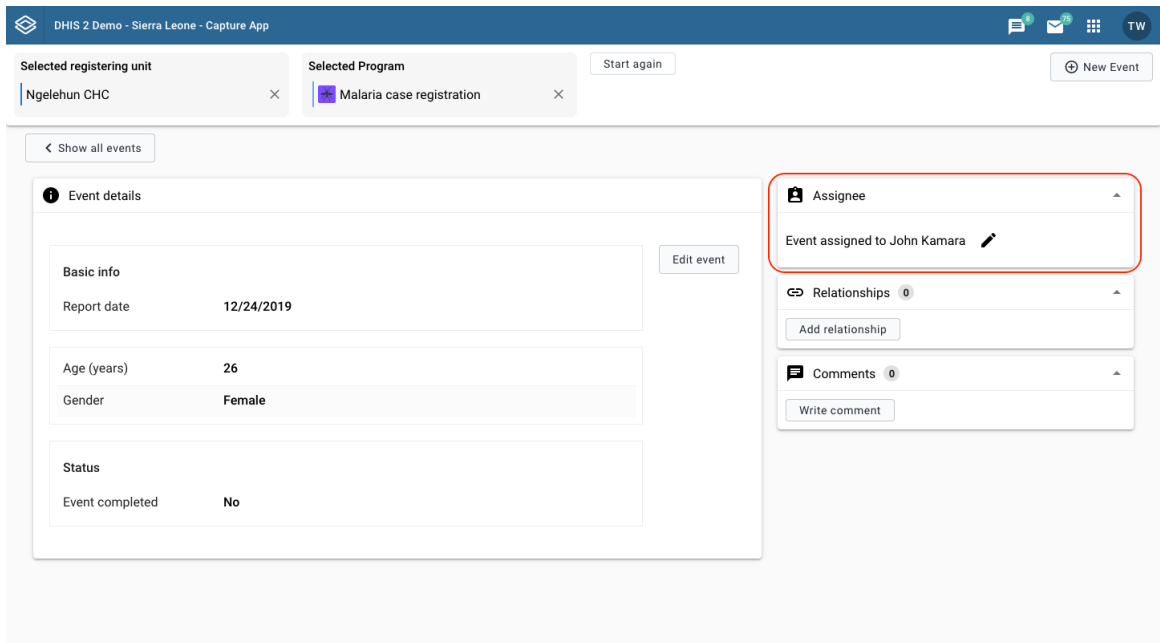 DHIS 2 Demo - Sierra Leone - Capture App
8
75
TW
Selected registering unit
Ngelehun CHC
Selected Program
Malaria case registration
Start again
New Event
Show all events
Event details
Edit event
Basic info
Report date 12/24/2019
Age (years) 26
Gender Female
Status
Event completed No
Assignee
Event assigned to John Kamara
Relationships 0
Add relationship
Comments 0
Write comment